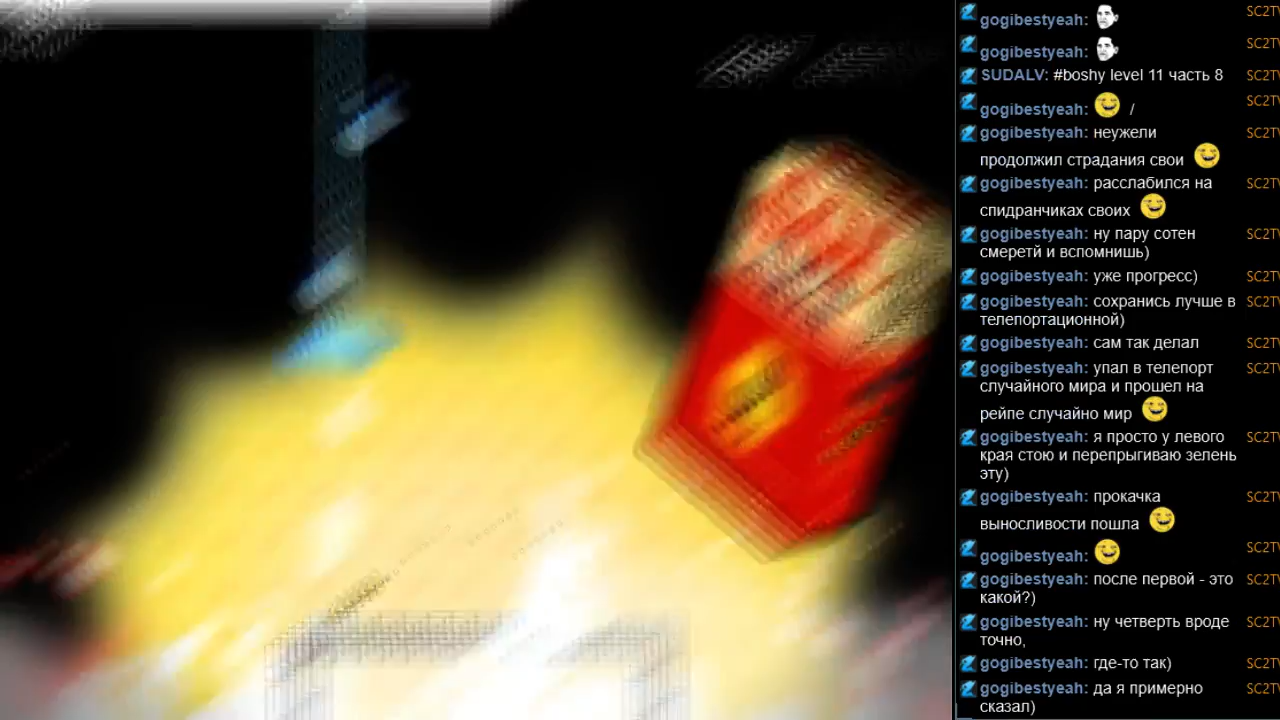 SC2TV
gogibestyeah:
SC2TV
gogibestyeah:
SUDALV: #boshy level 11 часть 8 SC2TV
SC2TV
gogibestyeah: /
gogibestyeah: неужели SC2TV
продолжил страдания свои
gogibestyeah: расслабился на SC2TV
спидранчиках своих
gogibestyeah: ну пару сотен SC2TV
смеретй и вспомнишь)
gogibestyeah: уже прогресс) SC2TV
gogibestyeah: сохранись лучше в SC2TV
телепортационной)
gogibestyeah: сам так делал SC2TV
gogibestyeah: упал в телепорт SC2TV
случайного мира и прошел на
рейпе случайно мир
gogibestyeah: я просто у левого SC2TV
края стою и перепрыгиваю зелень
эту)
gogibestyeah: прокачка SC2TV
выносливости пошла
SC2TV
gogibestyeah:
gogibestyeah: после первой - это SC2TV
какой?)
gogibestyeah: ну четверть вроде SC2TV
точно,
gogibestyeah: где-то так) SC2TV
gogibestyeah: да я примерно SC2TV
сказал)